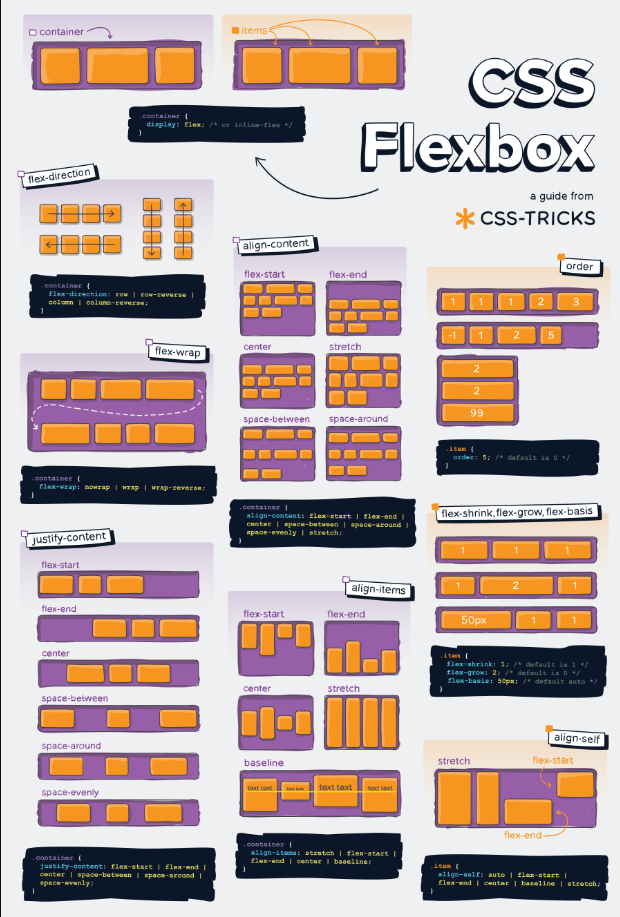 container
items
.container {
display: flex; /* or inline-flex */
}
CSS
Flexbox
a guide from
CSS-TRICKS
flex-direction
.container {
flex-direction: row | row-reverse |
column | column-reverse;
}
flex-wrap
.container {
flex-wrap: nowrap | wrap | wrap-reverse;
}
justify-content
flex-start
flex-end
center
space-between
space-around
space-evenly
.container {
justify-content: flex-start | flex-end |
center | space-between | space-around |
space-evenly;
}
align-content
flex-start
flex-end
center
stretch
space-between
space-around
.container {
align-content: flex-start | flex-end |
center | space-between | space-around |
space-evenly | stretch;
}
align-items
flex-start
flex-end
center
stretch
baseline
text text
text text
text text
text text
.container {
align-items: stretch | flex-start |
flex-end | center | baseline;
}
order
1 1 1 2 3
-1 1 2 5
2
2
99
.item {
order: 5; /* default is 0 */
}
flex-shrink, flex-grow, flex-basis
1 1 1
1 2 1
50px 1 1
.item {
flex-shrink: 1; /* default is 1 */
flex-grow: 2; /* default is 0 */
flex-basis: 50px; /* default auto */
}
align-self
stretch
flex-start
flex-end
.item {
align-self: auto | flex-start |
flex-end | center | baseline | stretch;
}